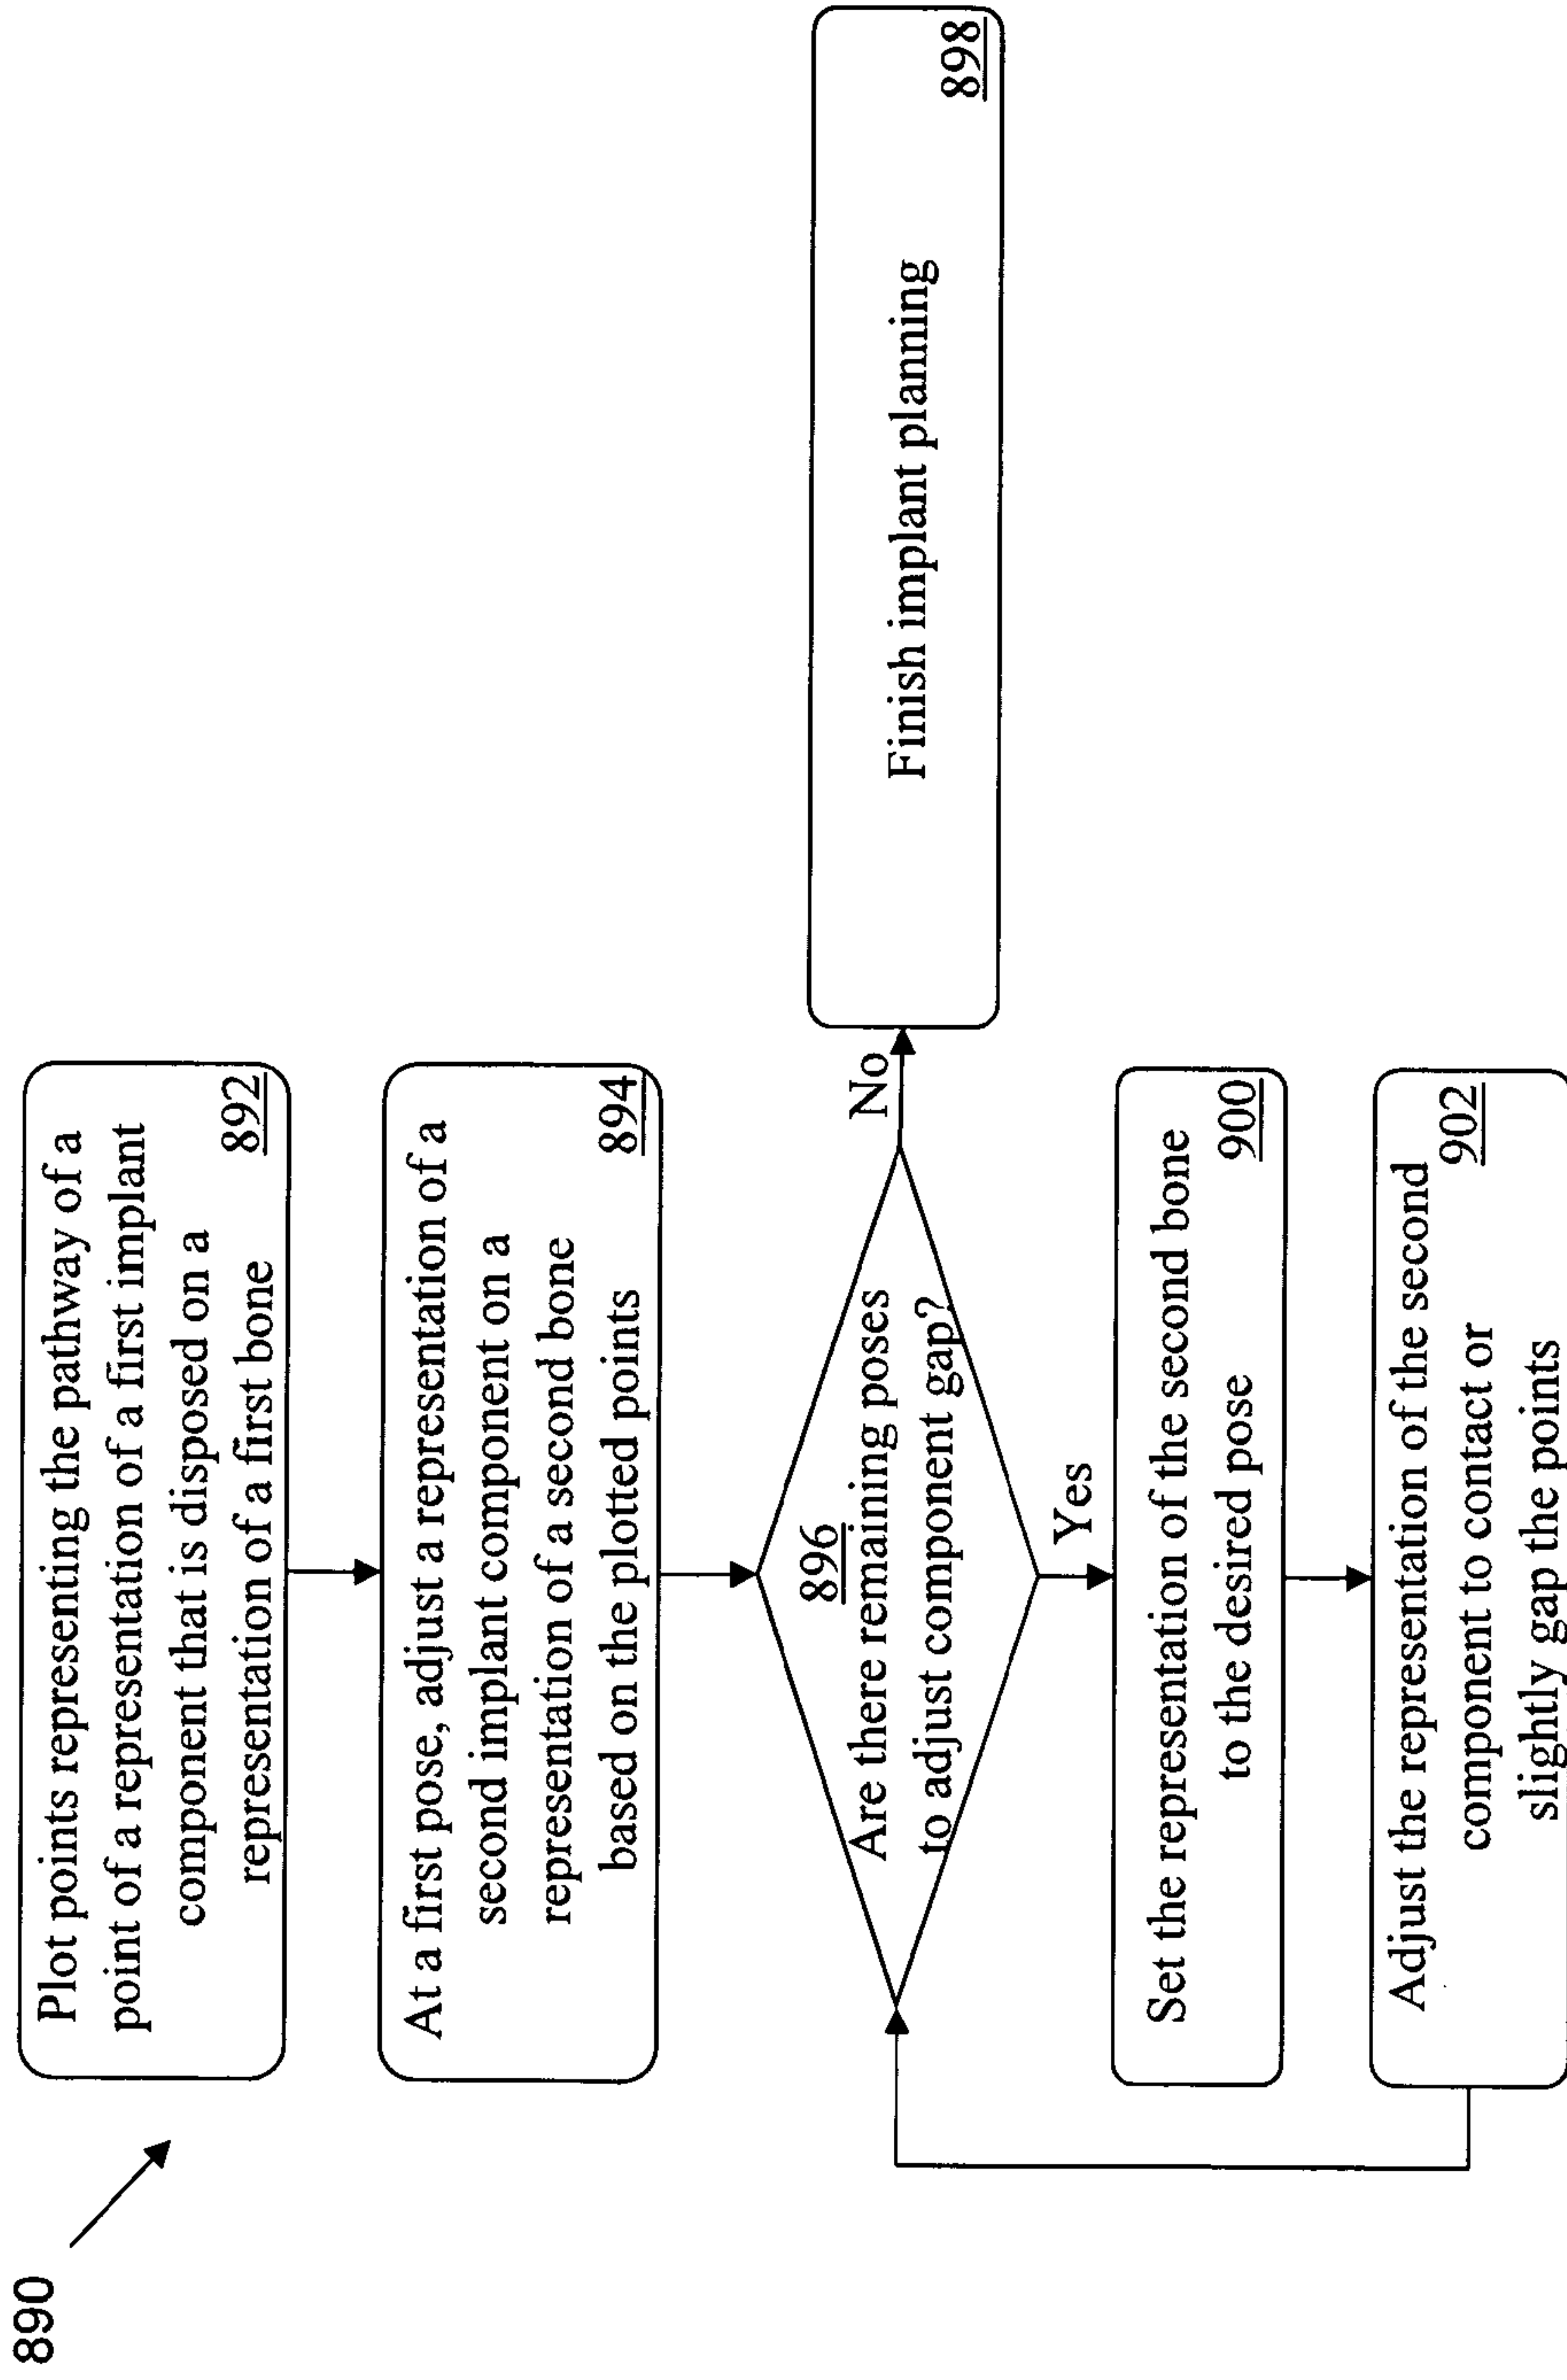 890
Plot points representing the pathway of a
point of a representation of a first implant
component that is disposed on a
representation of a first bone
892
At a first pose, adjust a representation of a
second implant component on a
representation of a second bone
based on the plotted points
894
896
Are there remaining poses
to adjust component gap?
No
Finish implant planning
898
Yes
Set the representation of the second bone
to the desired pose
900
Adjust the representation of the second
component to contact or
slightly gap the points
902